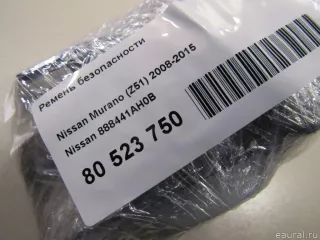 Ремень безопасности
Nissan Murano (Z51) 2008-2015
Nissan 888441AH0B
80 523 750
eaural.ru